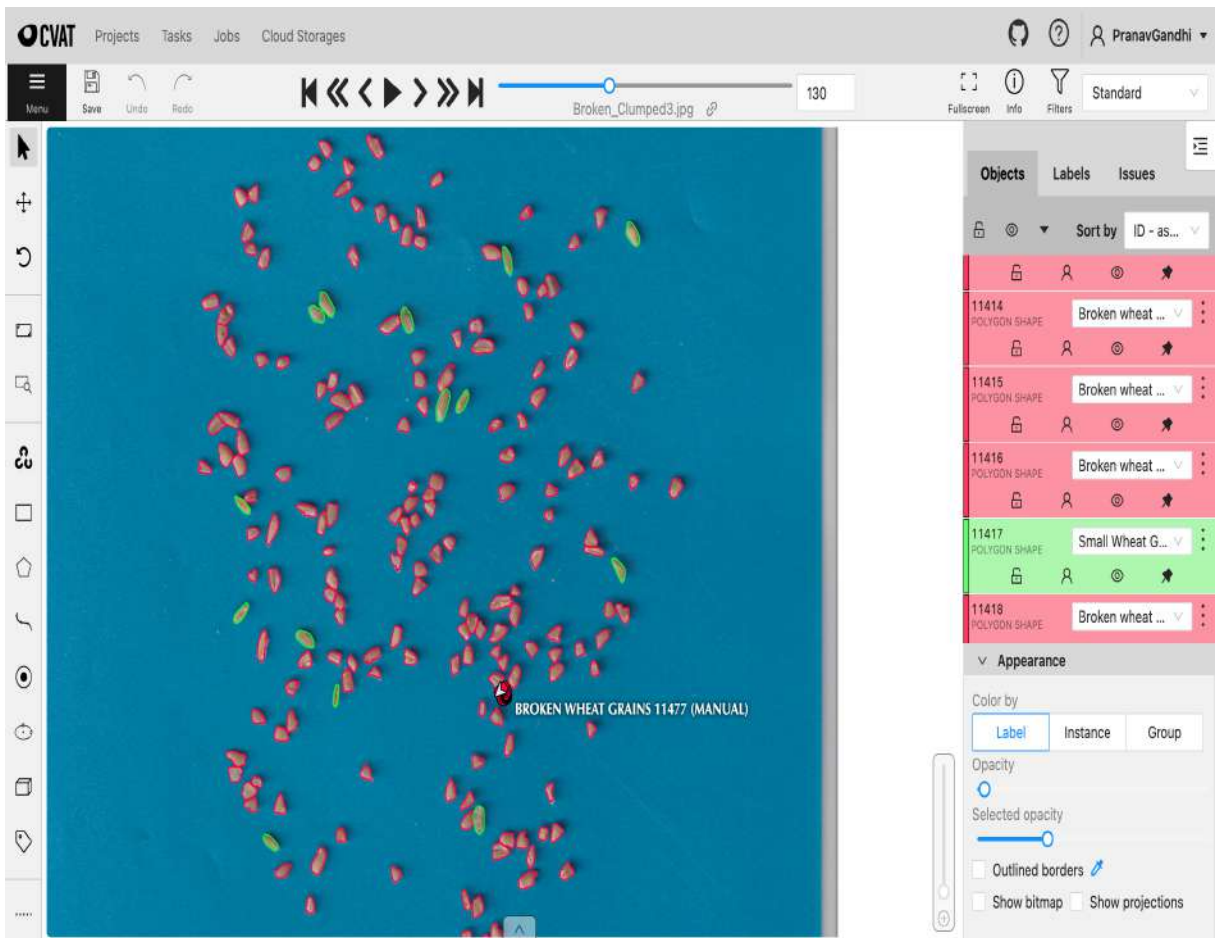 CVAT Projects Tasks Jobs Cloud Storages PranavGandhi
Menu Save Undo Redo Broken_Clumped3.jpg 130 Fullscreen Info Filters Standard
Objects Labels Issues
Sort by ID - as...
11414 Broken wheat ...
POLYGON SHAPE
11415 Broken wheat ...
POLYGON SHAPE
11416 Broken wheat ...
POLYGON SHAPE
11417 Small Wheat G...
POLYGON SHAPE
11418 Broken wheat ...
POLYGON SHAPE
Appearance
Color by
Label Instance Group
BROKEN WHEAT GRAINS 11477 (MANUAL)
Opacity
Selected opacity
Outlined borders
Show bitmap Show projections